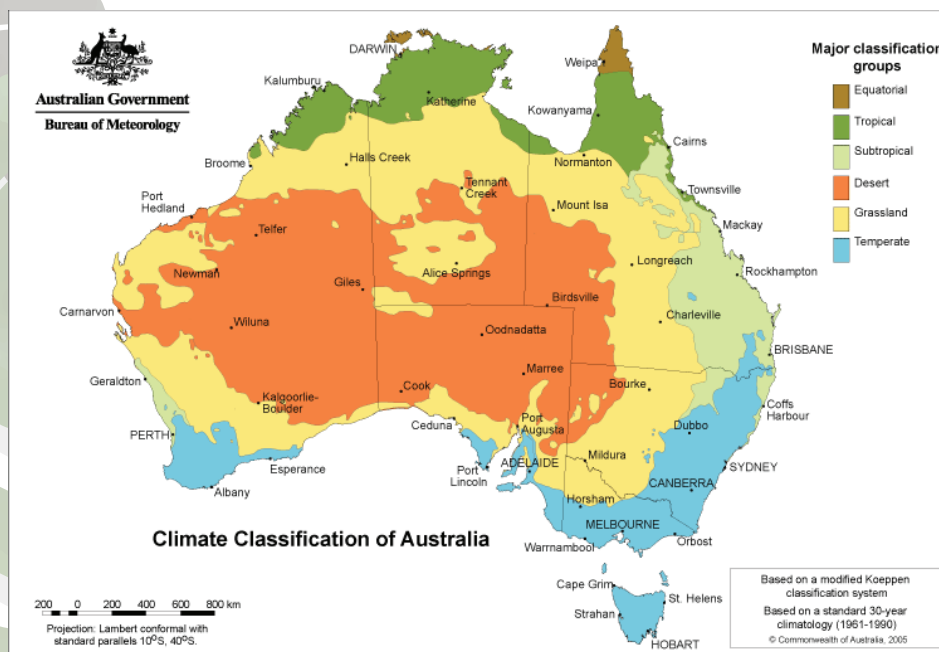 Australian Government
Bureau of Meteorology
Climate Classification of Australia
Major classification
groups
Equatorial
Tropical
Subtropical
Desert
Grassland
Temperate
DARWIN
Weipa
Kalumburu
Katherine
Kowanyama
Cairns
Broome
Halls Creek
Normanton
Townsville
Port
Hedland
Tennant
Creek
Mount Isa
Mackay
Telfer
Longreach
Rockhampton
Newman
Giles
Alice Springs
Birdsville
Carnarvon
Wiluna
Oodnadatta
Charleville
BRISBANE
Geraldton
Marree
Bourke
Kalgoorlie-
Boulder
Cook
Coffs
Harbour
PERTH
Ceduna
Port
Augusta
Dubbo
Esperance
Port
Lincoln
ADELAIDE
Mildura
SYDNEY
Albany
CANBERRA
Horsham
MELBOURNE
Warrnambool
Orbost
Cape Grim
St. Helens
Strahan
HOBART
200 0 200 400 600 800 km
Projection: Lambert conformal with
standard parallels 10°S, 40°S.
Based on a modified Koeppen
classification system
Based on a standard 30-year
climatology (1961-1990)
© Commonwealth of Australia, 2005